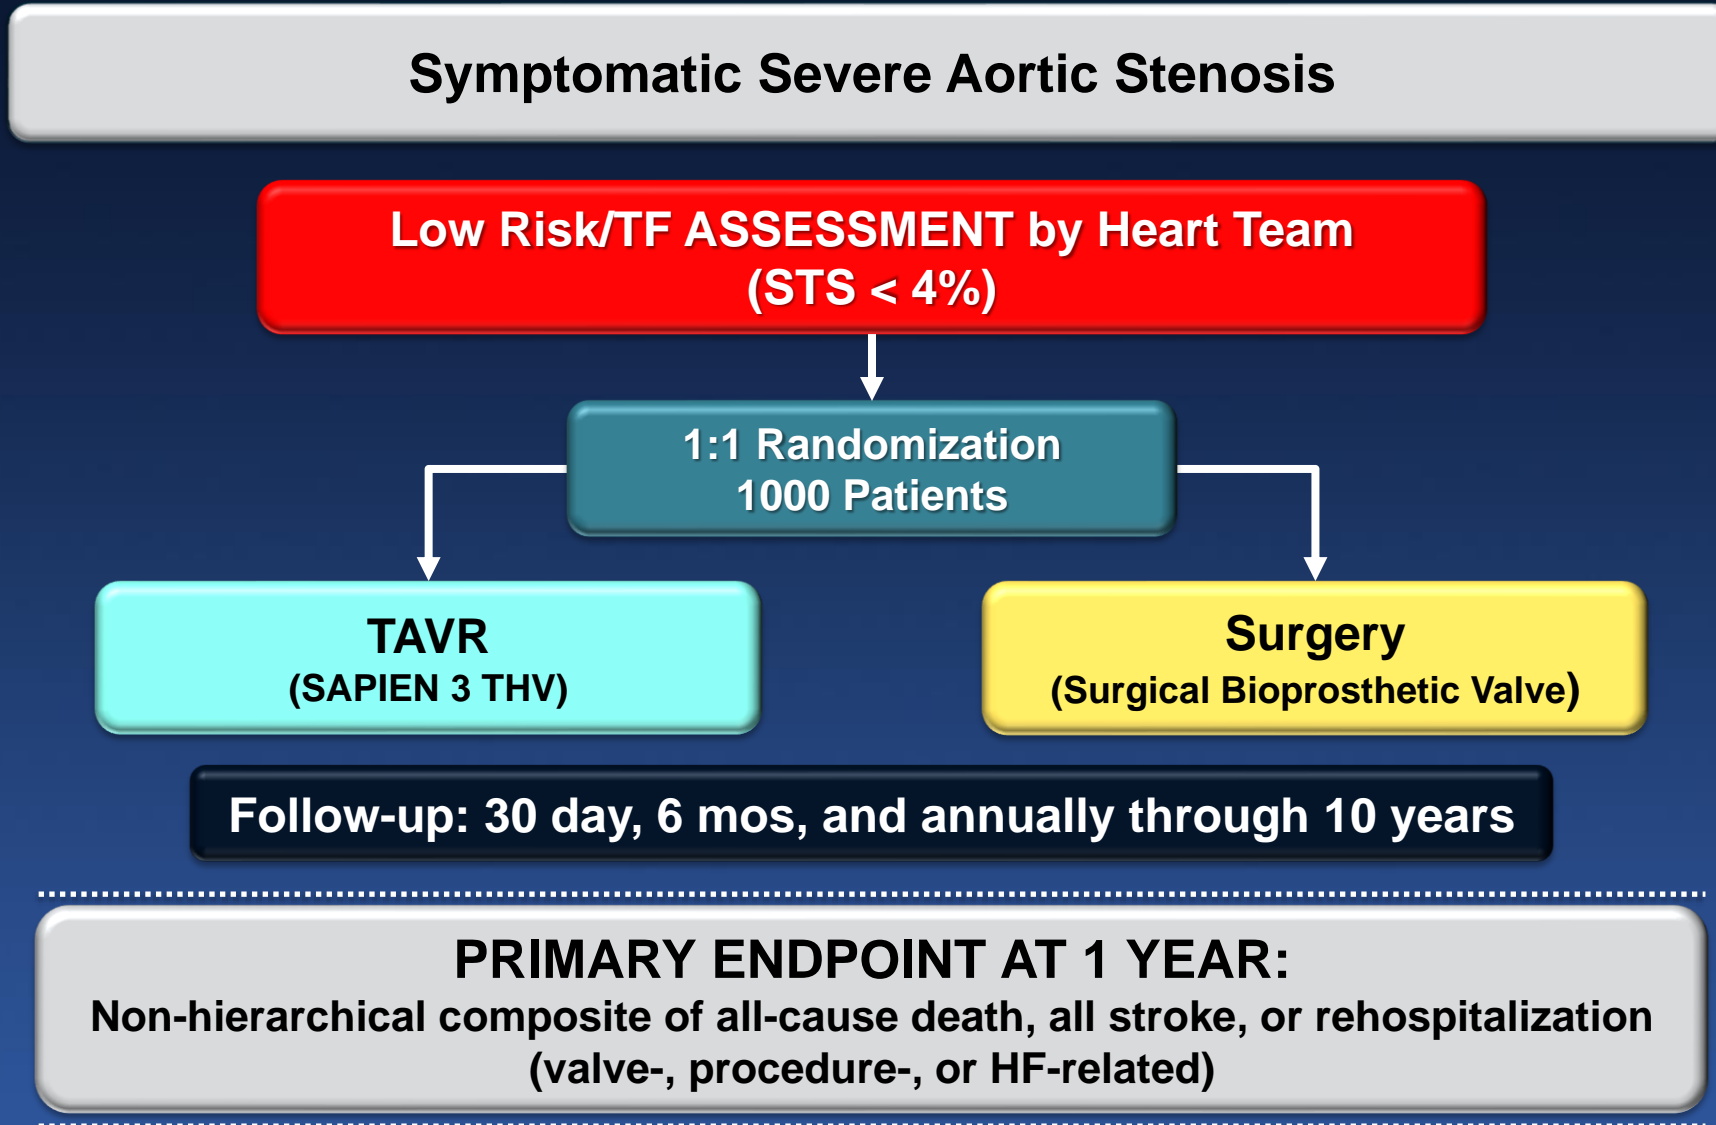 Symptomatic Severe Aortic Stenosis
Low Risk/TF ASSESSMENT by Heart Team
(STS < 4%)
1:1 Randomization
1000 Patients
TAVR
(SAPIEN 3 THV)
Surgery
(Surgical Bioprosthetic Valve)
Follow-up: 30 day, 6 mos, and annually through 10 years
PRIMARY ENDPOINT AT 1 YEAR:
Non-hierarchical composite of all-cause death, all stroke, or rehospitalization
(valve-, procedure-, or HF-related)